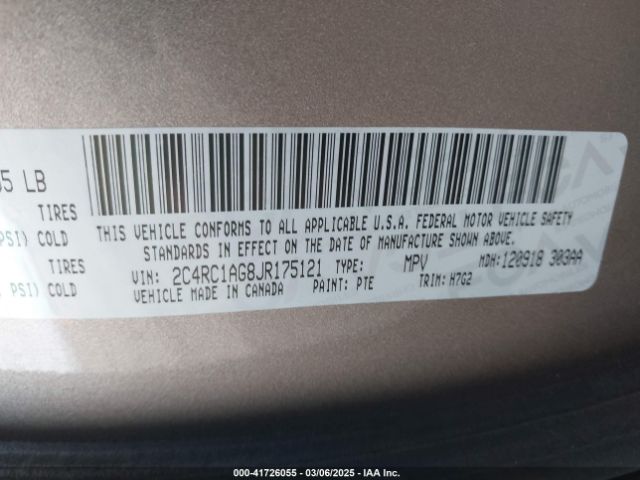 05 LB
TIRES
PSI) COLD
TIRES
PSI) COLD
THIS VEHICLE CONFORMS TO ALL APPLICABLE U.S.A. FEDERAL MOTOR VEHICLE SAFETY
STANDARDS IN EFFECT ON THE DATE OF MANUFACTURE SHOWN ABOVE.
VIN: 2C4RC1AG8JR175121 TYPE: MPV MDH:120918 303AA
VEHICLE MADE IN CANADA PAINT: PTE TRIM: H7G2
000-41726055 — 03/06/2025 — IAA Inc.